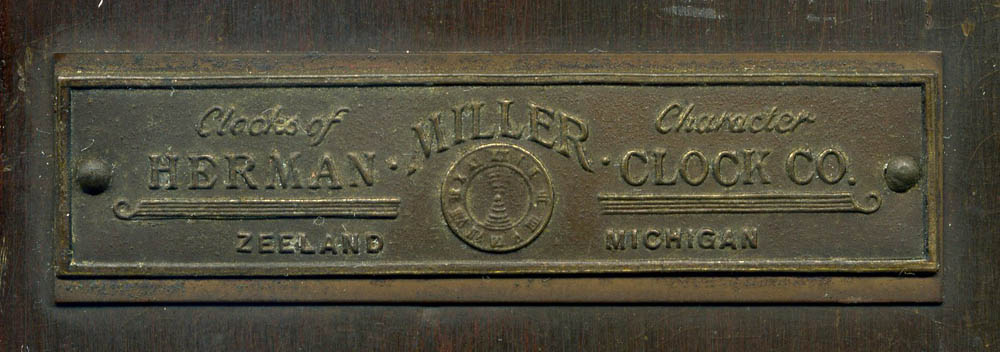 Clocks of Character
HERMAN · MILLER · CLOCK CO.
ZEELAND MICHIGAN